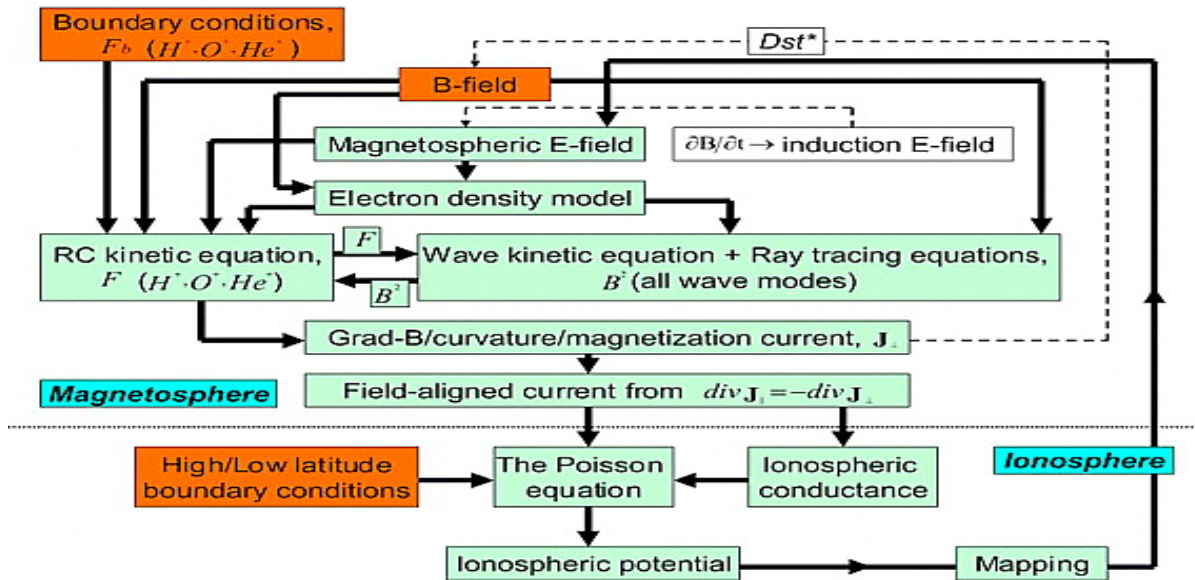 Boundary conditions,
F_b (H⁺·O⁺·He⁺)
Dst*
B-field
Magnetospheric E-field
∂B/∂t → induction E-field
Electron density model
RC kinetic equation,
F (H⁺·O⁺·He⁺)
F
B²
Wave kinetic equation + Ray tracing equations,
B² (all wave modes)
Grad-B/curvature/magnetization current, J⊥
Magnetosphere
Field-aligned current from div J∥ = −div J⊥
High/Low latitude
boundary conditions
The Poisson
equation
Ionospheric
conductance
Ionosphere
Ionospheric potential
Mapping